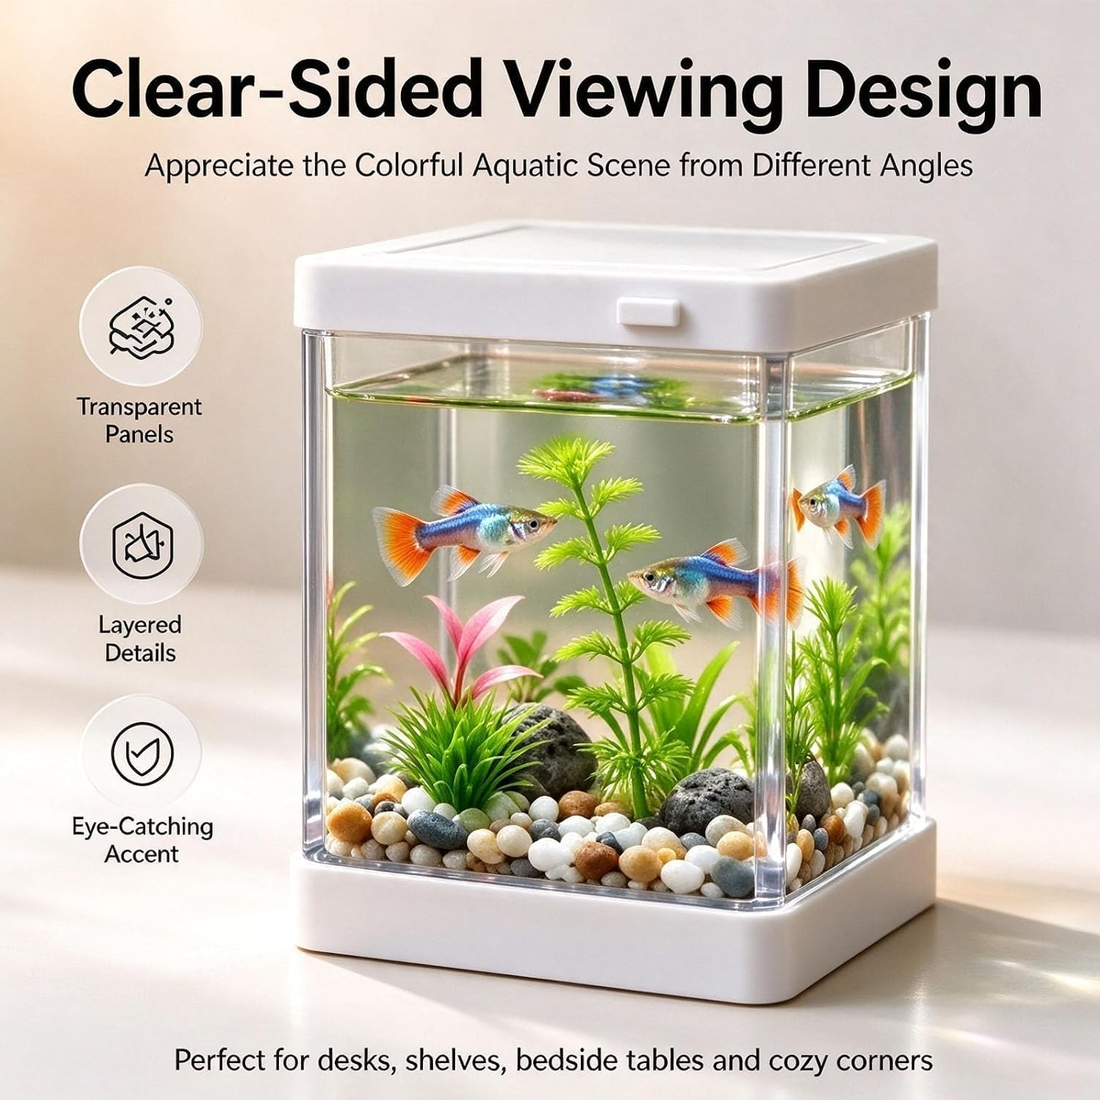 Clear-Sided Viewing Design
Appreciate the Colorful Aquatic Scene from Different Angles
Transparent
Panels
Layered
Details
Eye-Catching
Accent
Perfect for desks, shelves, bedside tables and cozy corners